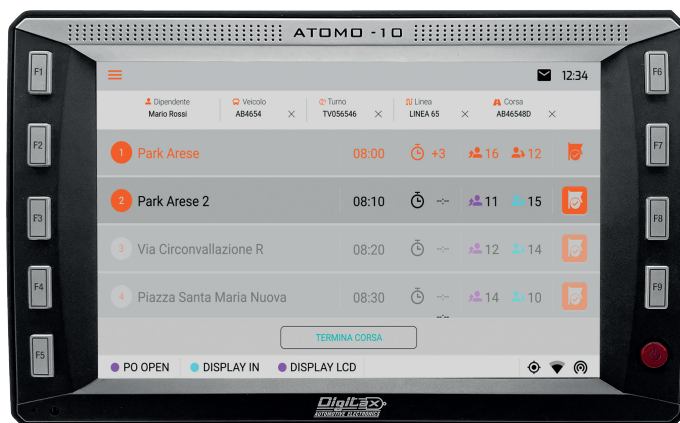 ATOMO -10
F1
F2
F3
F4
F5
F6
F7
F8
F9
12:34
Dipendente
Mario Rossi
Veicolo
AB4654 ×
Turno
TV056546 ×
Linea
LINEA 65 ×
Corsa
AB46548D ×
1 Park Arese 08:00 +3 16 12
2 Park Arese 2 08:10 --:-- 11 15
3 Via Circonvallazione R 08:20 --:-- 12 14
4 Piazza Santa Maria Nuova 08:30 --:-- 14 10
--:--
TERMINA CORSA
PO OPEN DISPLAY IN DISPLAY LCD
Digitax
AUTOMOTIVE ELECTRONICS